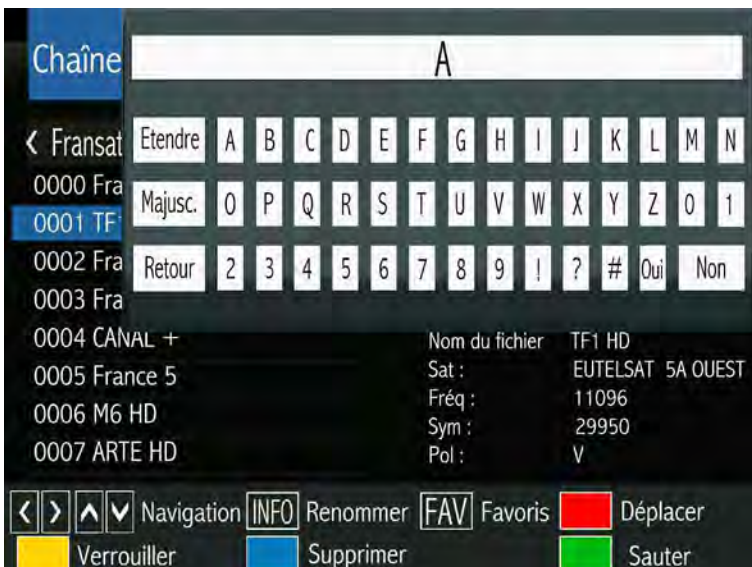 Chaîne
A
< Fransat
Etendre A B C D E F G H I J K L M N
0000 Fra
Majusc. O P Q R S T U V W X Y Z 0 1
0001 TF
0002 Fra
Retour 2 3 4 5 6 7 8 9 ! ? # Oui Non
0003 Fra
0004 CANAL +
Nom du fichier TF1 HD
0005 France 5
Sat : EUTELSAT 5A OUEST
Fréq : 11096
0006 M6 HD
Sym : 29950
0007 ARTE HD
Pol : V
Navigation INFO Renommer FAV Favoris Déplacer
Verrouiller Supprimer Sauter